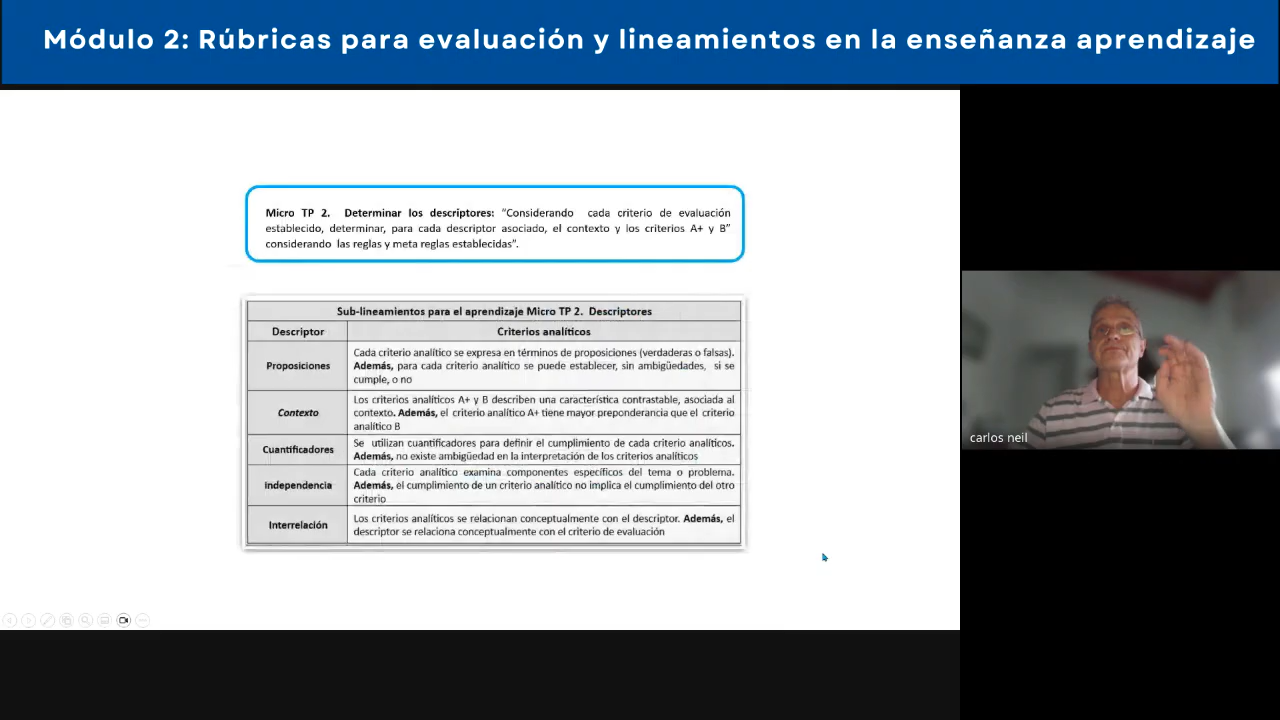 Módulo 2: Rúbricas para evaluación y lineamientos en la enseñanza aprendizaje
Micro TP 2. Determinar los descriptores: “Considerando cada criterio de evaluación
establecido, determinar, para cada descriptor asociado, el contexto y los criterios A+ y B”
considerando las reglas y meta reglas establecidas”.
Sub-lineamientos para el aprendizaje Micro TP 2. Descriptores
Descriptor
Criterios analíticos
Proposiciones
Cada criterio analítico se expresa en términos de proposiciones (verdaderas o falsas).
Además, para cada criterio analítico se puede establecer, sin ambigüedades, si se
cumple, o no
Contexto
Los criterios analíticos A+ y B describen una característica contrastable, asociada al
contexto. Además, el criterio analítico A+ tiene mayor preponderancia que el criterio
analítico B
Cuantificadores
Se utilizan cuantificadores para definir el cumplimiento de cada criterio analíticos.
Además, no existe ambigüedad en la interpretación de los criterios analíticos
Independencia
Cada criterio analítico examina componentes específicos del tema o problema.
Además, el cumplimiento de un criterio analítico no implica el cumplimiento del otro
criterio
Interrelación
Los criterios analíticos se relacionan conceptualmente con el descriptor. Además, el
descriptor se relaciona conceptualmente con el criterio de evaluación
carlos neil